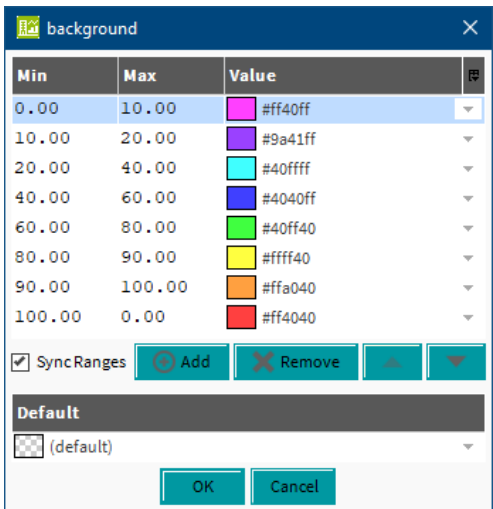 background
Min Max Value
0.00 10.00 #ff40ff
10.00 20.00 #9a41ff
20.00 40.00 #40ffff
40.00 60.00 #4040ff
60.00 80.00 #40ff40
80.00 90.00 #ffff40
90.00 100.00 #ffa040
100.00 0.00 #ff4040
Sync Ranges Add Remove
Default
(default)
OK Cancel